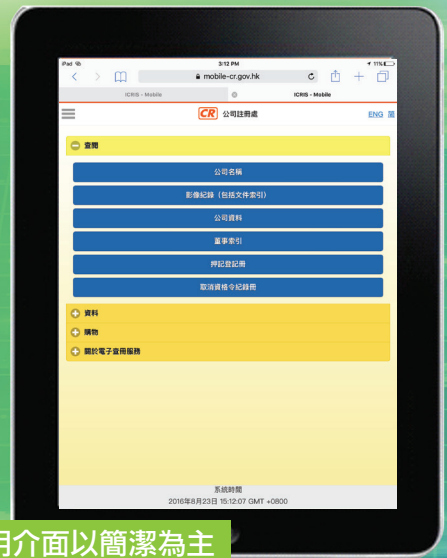 iPad
3:12 PM
11%
mobile-cr.gov.hk
ICRIS - Mobile
ICRIS - Mobile
CR 公司註冊處
ENG 简
查閱
公司名稱
影像紀錄（包括文件索引）
公司資料
董事索引
押記登記冊
取消資格令紀錄冊
資料
購物
關於電子查冊服務
系統時間
2016年8月23日 15:12:07 GMT +0800
介面以簡潔為主